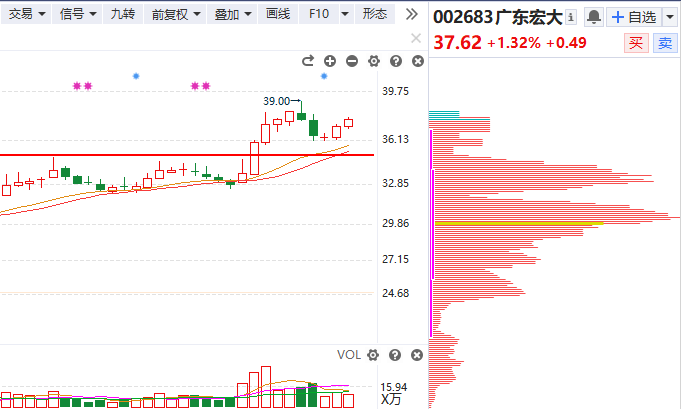 交易 信号 九转 前复权 叠加 画线 F10 形态
002683 广东宏大
自选
37.62 +1.32% +0.49
买 卖
39.75
39.00
36.13
32.85
29.86
27.15
24.68
VOL
15.94
X万